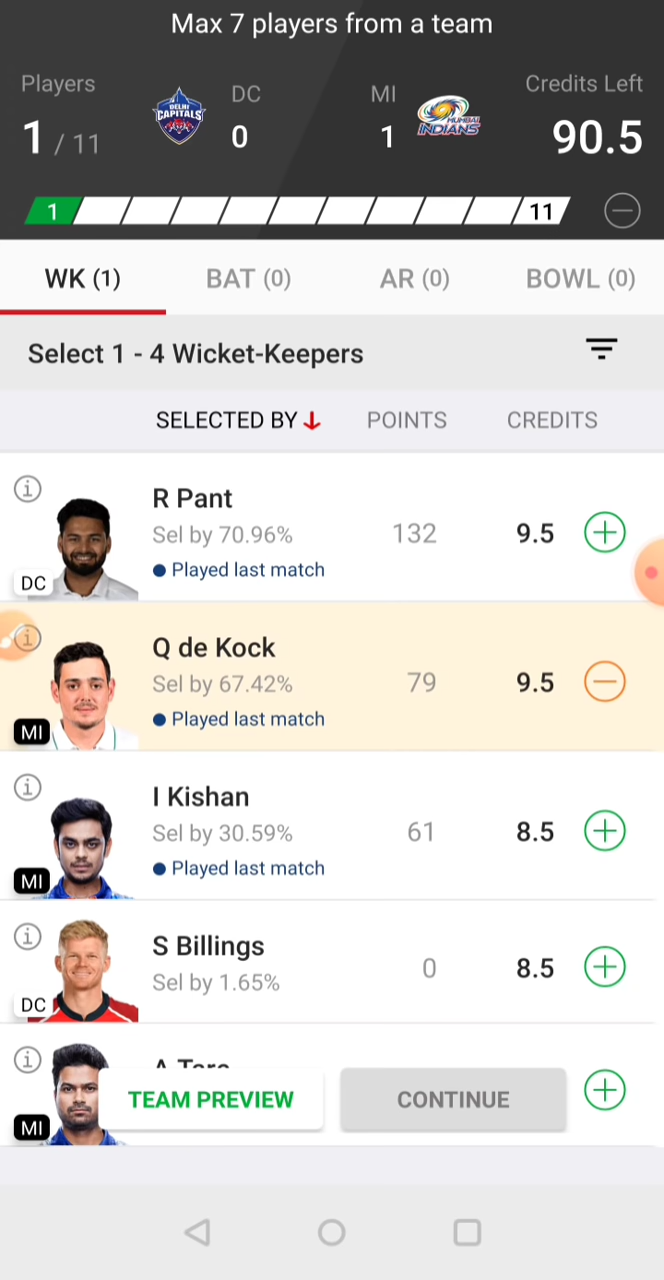 Max 7 players from a team
Players
DC
MI
Credits Left
1 / 11
DELHI
CAPITALS
0
1
MUMBAI
INDIANS
90.5
1
11
WK (1)
BAT (0)
AR (0)
BOWL (0)
Select 1 - 4 Wicket-Keepers
SELECTED BY
POINTS
CREDITS
R Pant
Sel by 70.96%
132
9.5
Played last match
DC
Q de Kock
Sel by 67.42%
79
9.5
Played last match
MI
I Kishan
Sel by 30.59%
61
8.5
Played last match
MI
S Billings
Sel by 1.65%
0
8.5
DC
TEAM PREVIEW
CONTINUE
MI